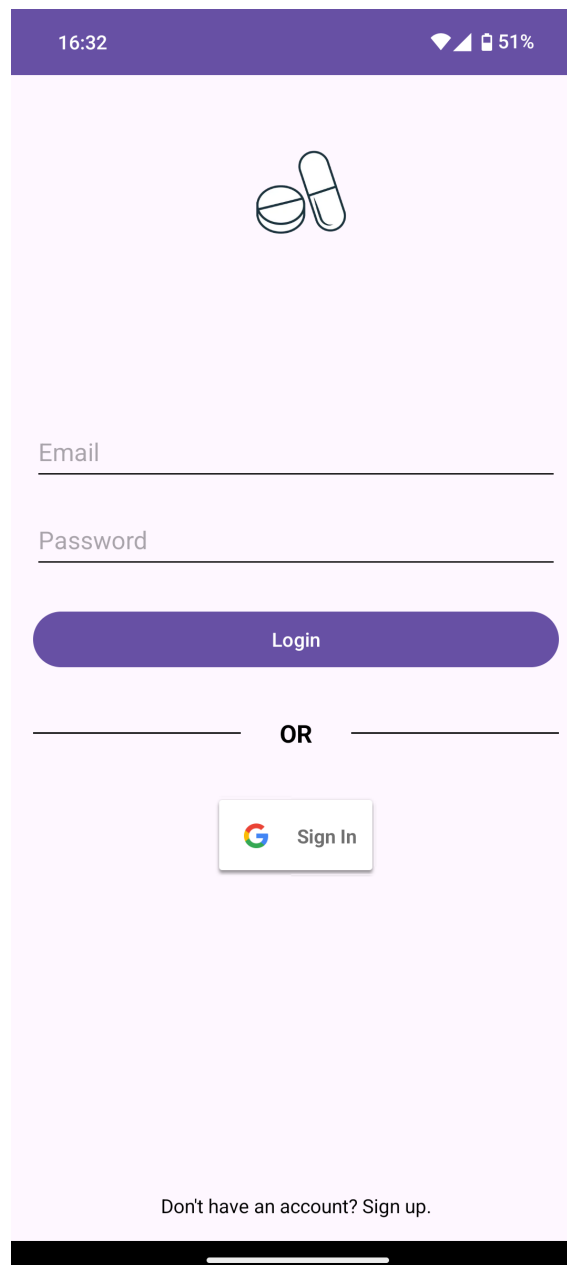 16:32 51%
Email
Password
Login
OR
Sign In
Don't have an account? Sign up.